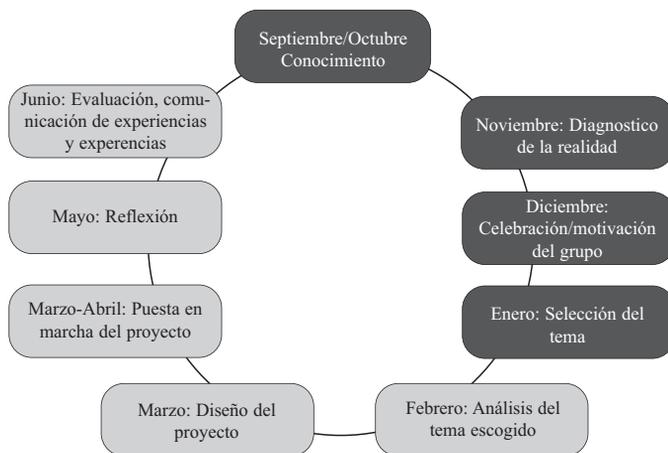 Septiembre/Octubre
Conocimiento
Noviembre: Diagnostico
de la realidad
Diciembre:
Celebración/motivación
del grupo
Enero: Selección del
tema
Febrero: Análisis del
tema escogido
Marzo: Diseño del
proyecto
Marzo-Abril: Puesta en
marcha del proyecto
Mayo: Reflexión
Junio: Evaluación, comu-
nicación de experiencias
y experencias